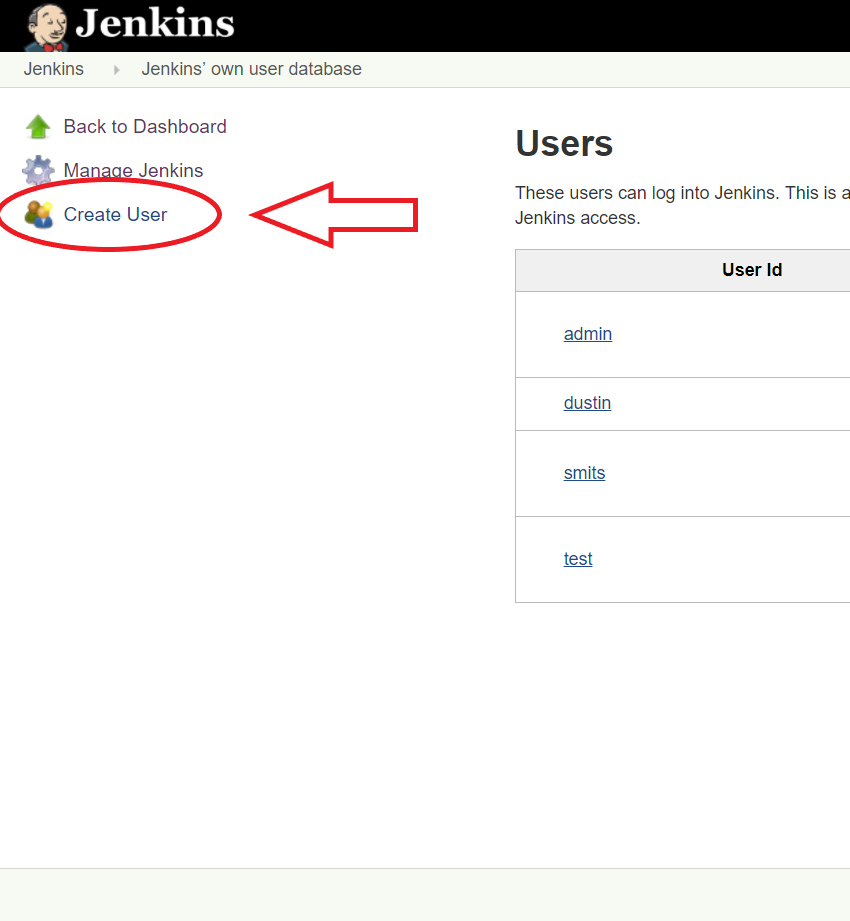 Jenkins
Jenkins
Jenkins’ own user database
Back to Dashboard
Manage Jenkins
Create User
Users
These users can log into Jenkins. This is a
Jenkins access.
User Id
admin
dustin
smits
test